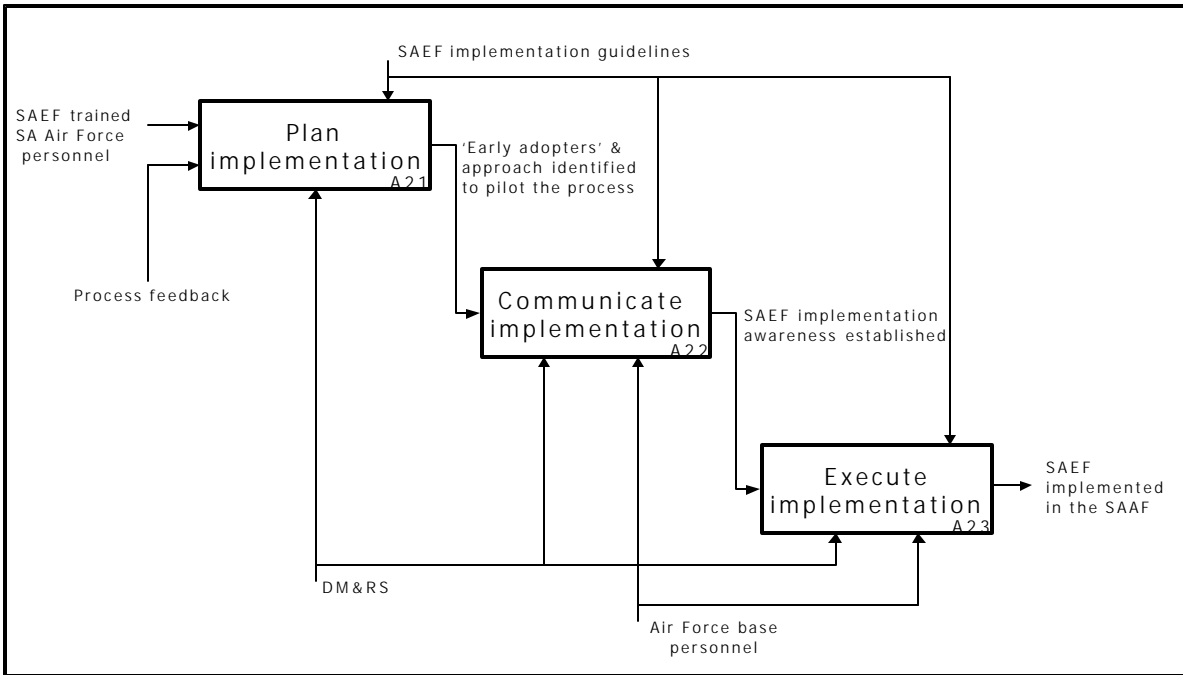 SAEF implementation guidelines
SAEF trained
SA Air Force
personnel
Plan
implementation
A21
'Early adopters' &
approach identified
to pilot the process
Process feedback
Communicate
implementation
A22
SAEF implementation
awareness established
Execute
implementation
A23
SAEF
implemented
in the SAAF
DM&RS
Air Force base
personnel